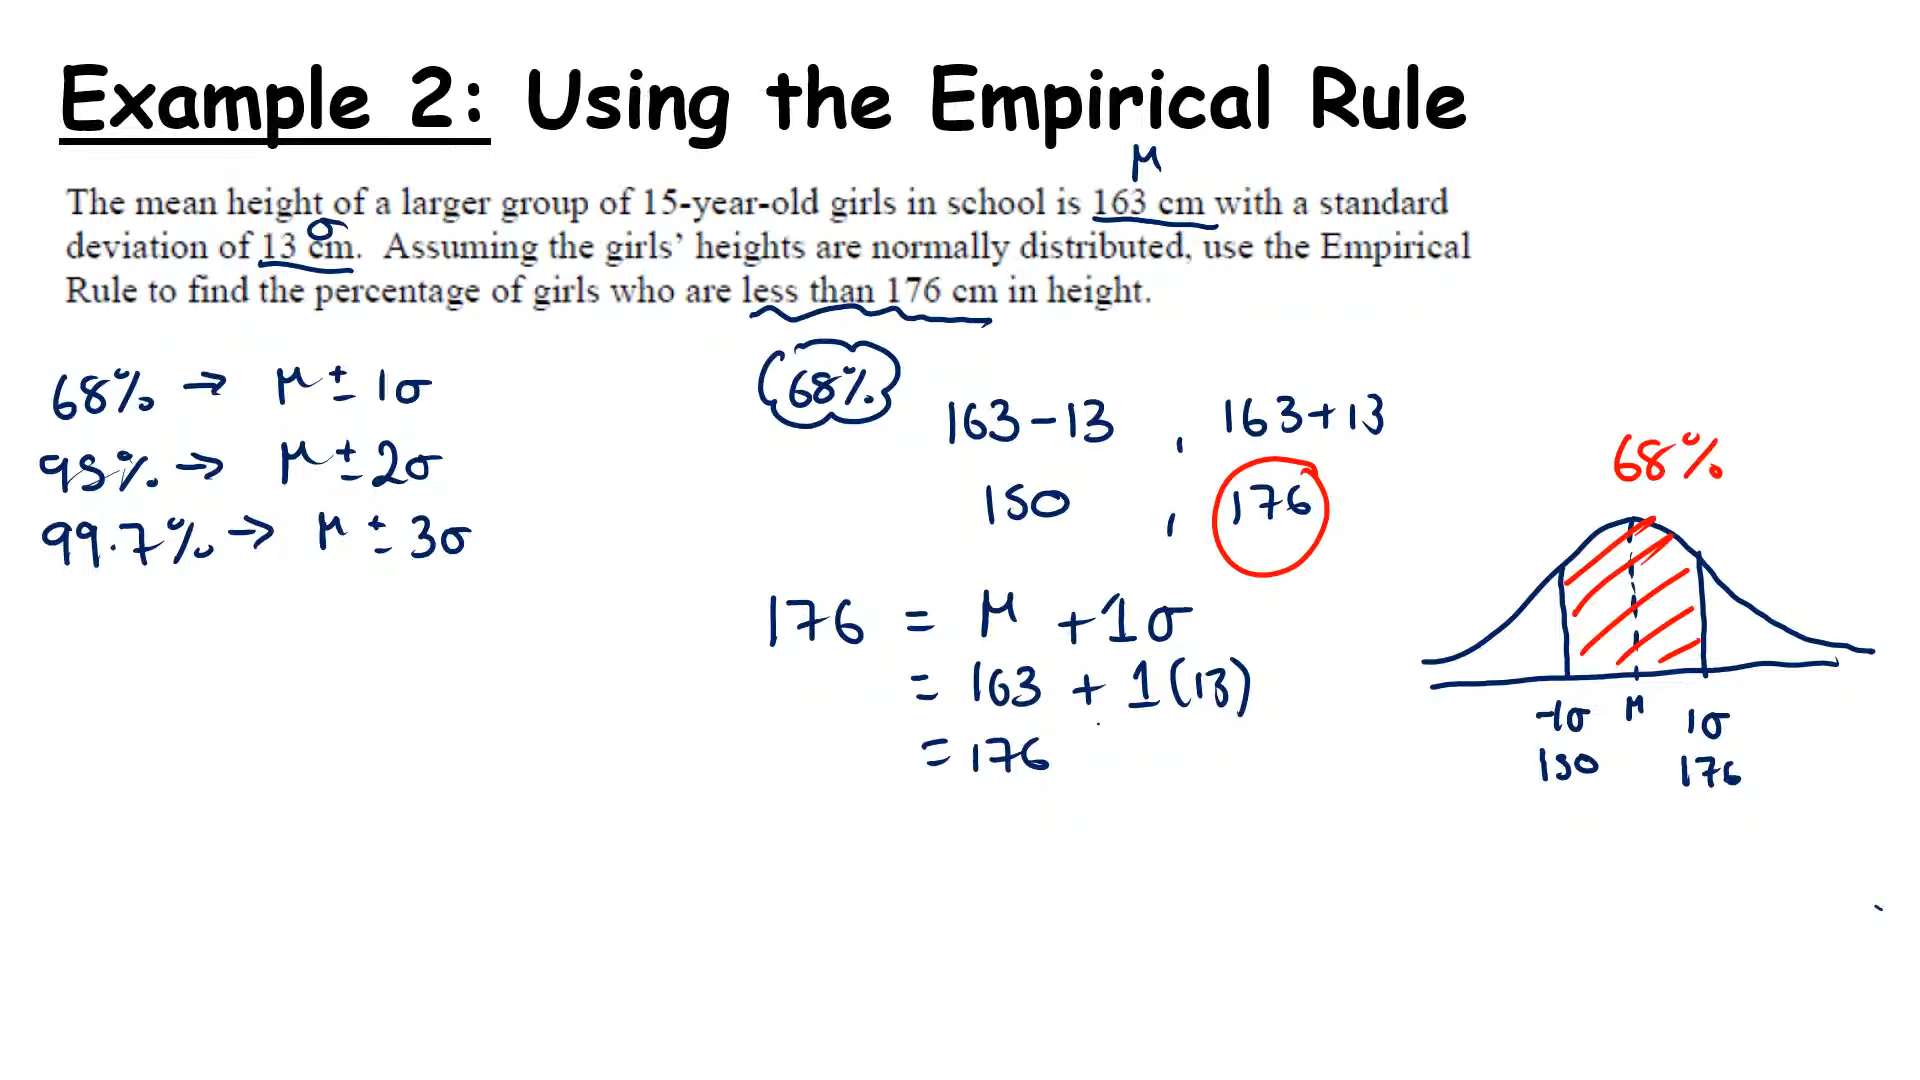 Example 2: Using the Empirical Rule
μ
The mean height of a larger group of 15-year-old girls in school is 163 cm with a standard
σ
deviation of 13 cm. Assuming the girls' heights are normally distributed, use the Empirical
Rule to find the percentage of girls who are less than 176 cm in height.
68% → μ ± 1σ
95% → μ ± 2σ
99.7% → μ ± 3σ
68%
163-13 , 163+13
150 , 176
176 = μ + 1σ
= 163 + 1(13)
= 176
68%
-1σ μ 1σ
150 176